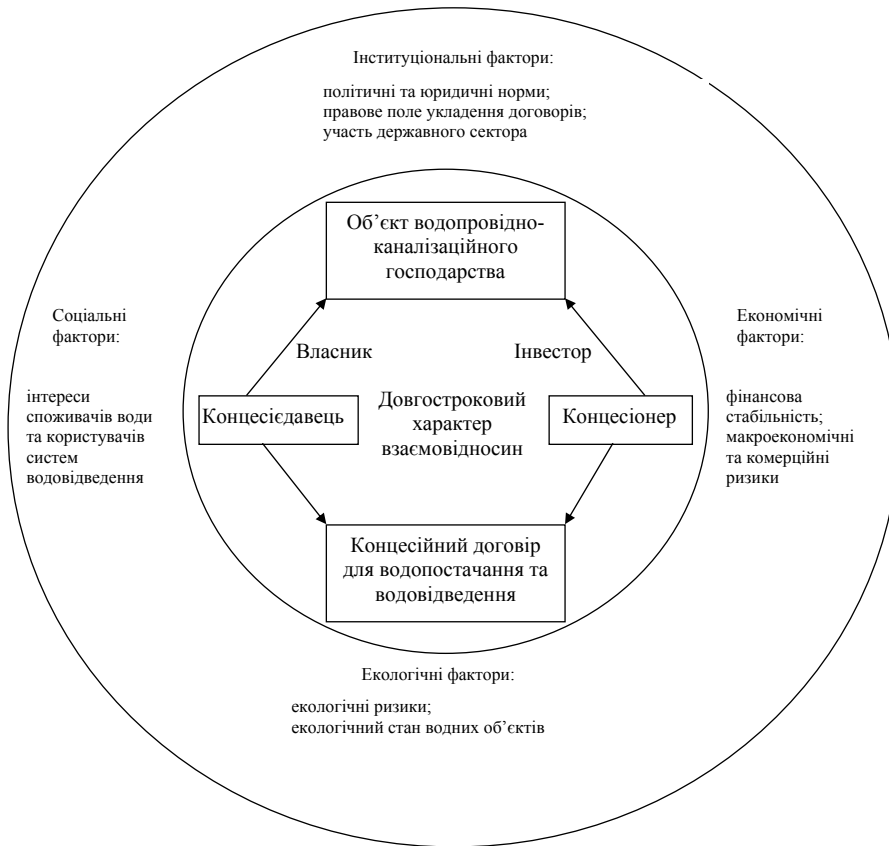 Інституціональні фактори:
політичні та юридичні норми;
правове поле укладення договорів;
участь державного сектора
Об’єкт водопровідно-
каналізаційного
господарства
Соціальні
фактори:
інтереси
споживачів води
та користувачів
систем
водовідведення
Власник
Інвестор
Концесієдавець
Довгостроковий
характер
взаємовідносин
Концесіонер
Економічні
фактори:
фінансова
стабільність;
макроекономічні
та комерційні
ризики
Концесійний договір
для водопостачання та
водовідведення
Екологічні фактори:
екологічні ризики;
екологічний стан водних об’єктів